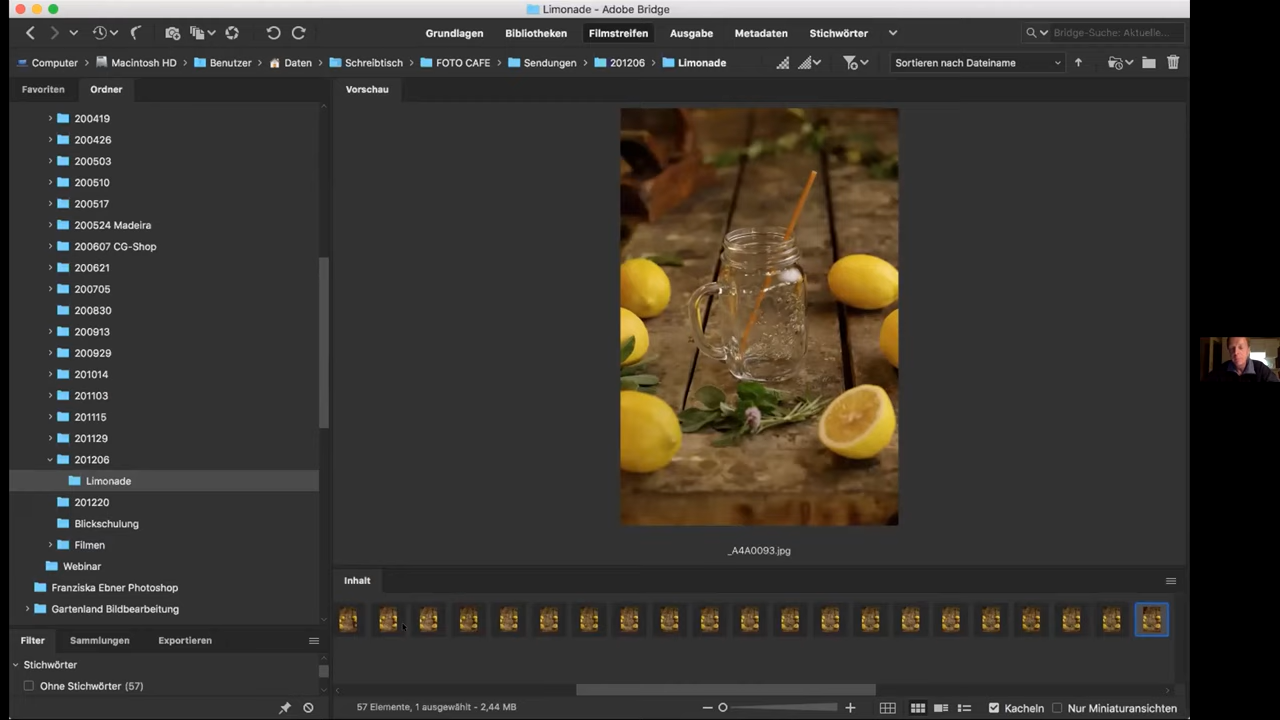 Limonade - Adobe Bridge
Grundlagen Bibliotheken Filmstreifen Ausgabe Metadaten Stichwörter Bridge-Suche: Aktuelle...
Computer Macintosh HD Benutzer Daten Schreibtisch FOTO CAFE Sendungen 201206 Limonade Sortieren nach Dateiname
Favoriten Ordner Vorschau
200419
200426
200503
200510
200517
200524 Madeira
200607 CG-Shop
200621
200705
200830
200913
200929
201014
201103
201115
201129
201206
Limonade
201220
Blickschulung
Filmen
Webinar
Franziska Ebner Photoshop
Gartenland Bildbearbeitung
_A4A0093.jpg
Inhalt
Filter Sammlungen Exportieren
Stichwörter
Ohne Stichwörter (57)
57 Elemente, 1 ausgewählt - 2,44 MB Kacheln Nur Miniaturansichten